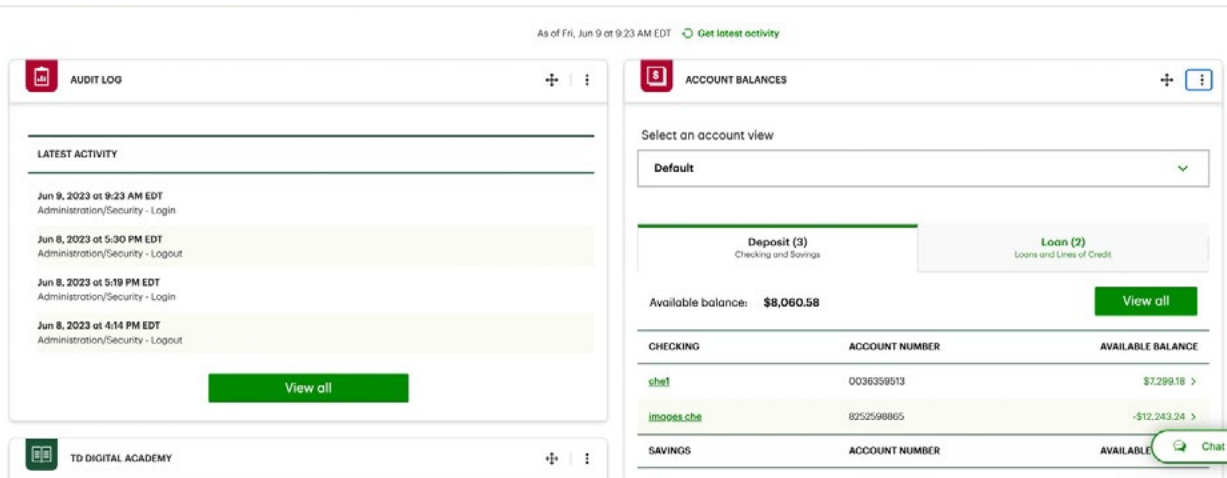 As of Fri, Jun 9 at 9:23 AM EDT Get latest activity
AUDIT LOG
LATEST ACTIVITY
Jun 9, 2023 at 9:23 AM EDT
Administration/Security - Login
Jun 8, 2023 at 5:30 PM EDT
Administration/Security - Logout
Jun 8, 2023 at 5:19 PM EDT
Administration/Security - Login
Jun 8, 2023 at 4:14 PM EDT
Administration/Security - Logout
View all
TD DIGITAL ACADEMY
ACCOUNT BALANCES
Select an account view
Default
Deposit (3) Loan (2)
Checking and Savings Loans and Lines of Credit
Available balance: $8,060.58 View all
CHECKING ACCOUNT NUMBER AVAILABLE BALANCE
che1 0036359513 $7,299.18
images che 8252598865 -$12,243.24
SAVINGS ACCOUNT NUMBER AVAILABLE
Chat